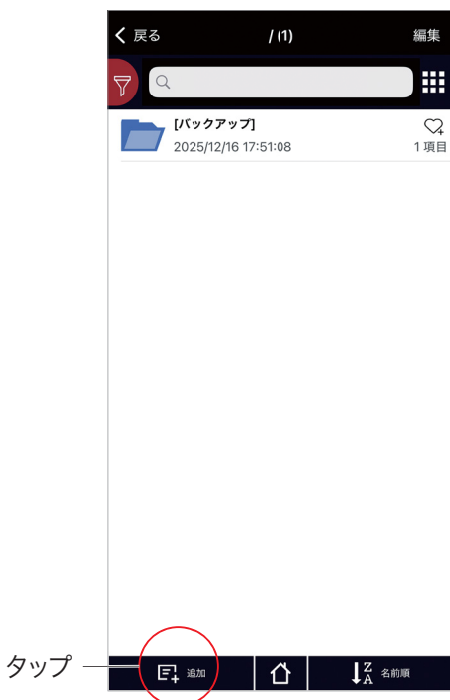 戻る
/ (1)
編集
[バックアップ]
2025/12/16 17:51:08
1 項目
タップ
追加
Z
A
名前順